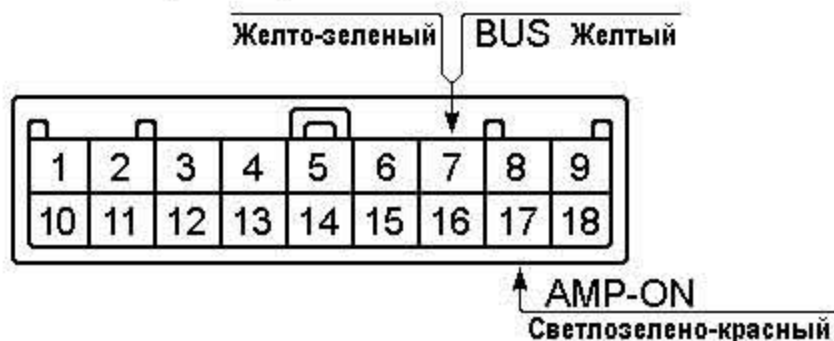 Желто-зеленый BUS Желтый
1 2 3 4 5 6 7 8 9
10 11 12 13 14 15 16 17 18
AMP-ON
Светлозелено-красный